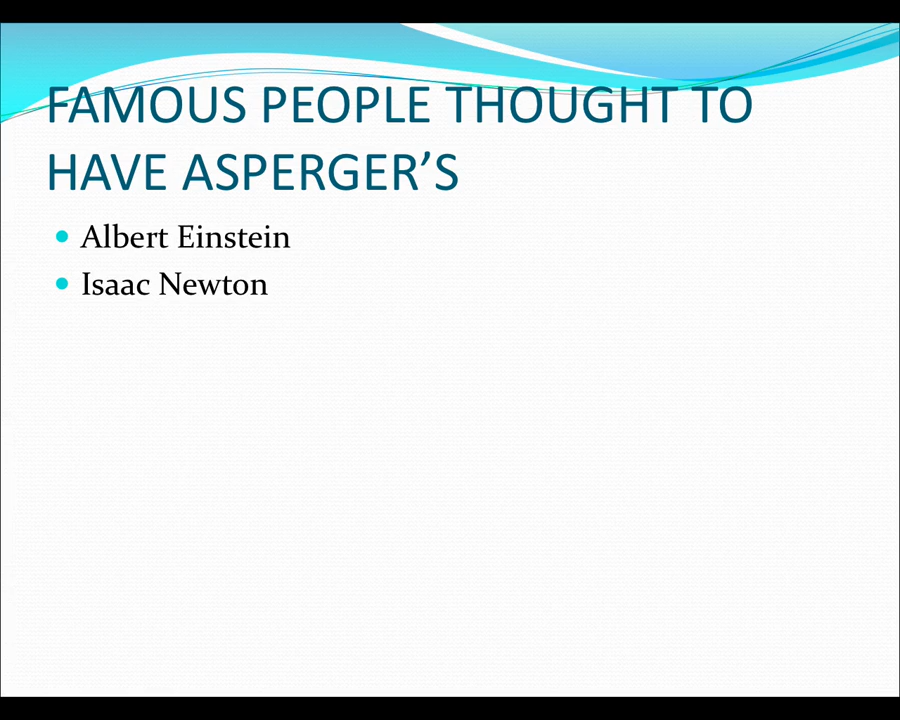 FAMOUS PEOPLE THOUGHT TO
HAVE ASPERGER’S
• Albert Einstein
• Isaac Newton